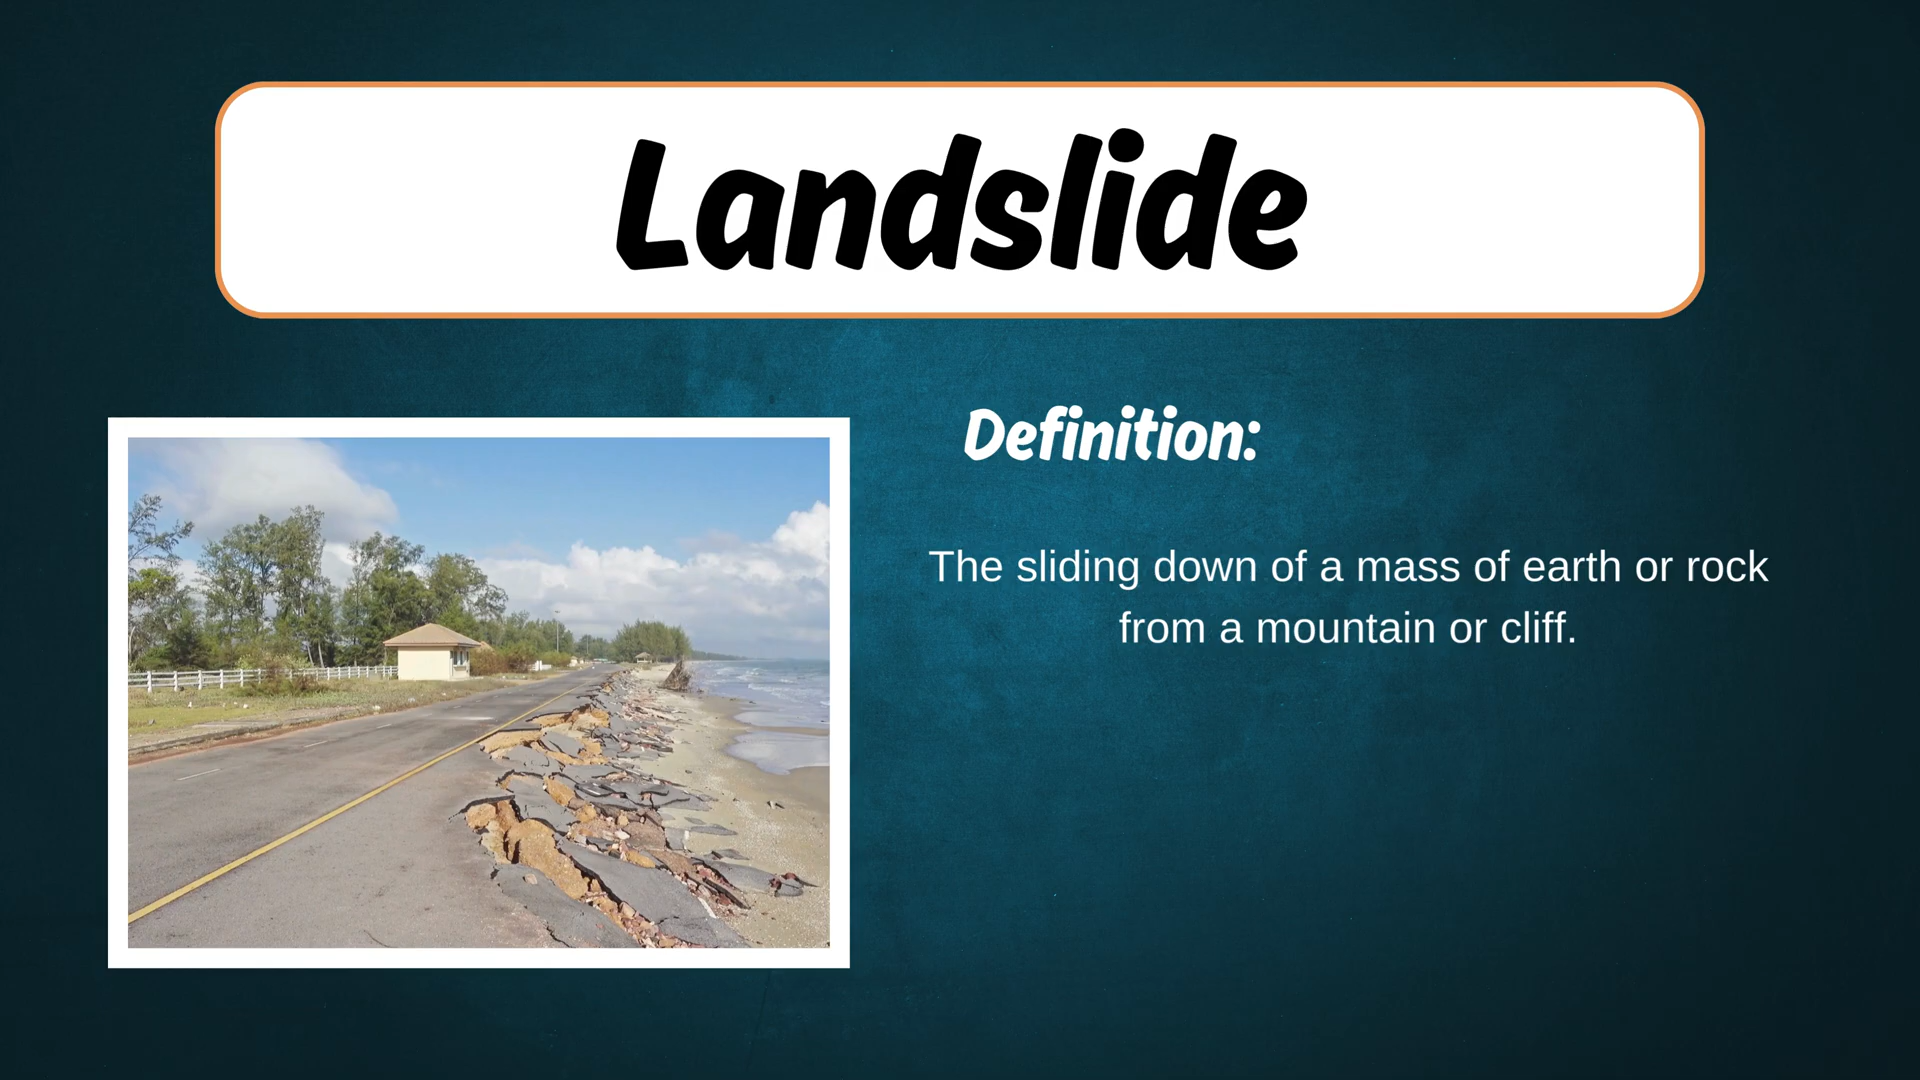 Landslide
Definition:
The sliding down of a mass of earth or rock
from a mountain or cliff.